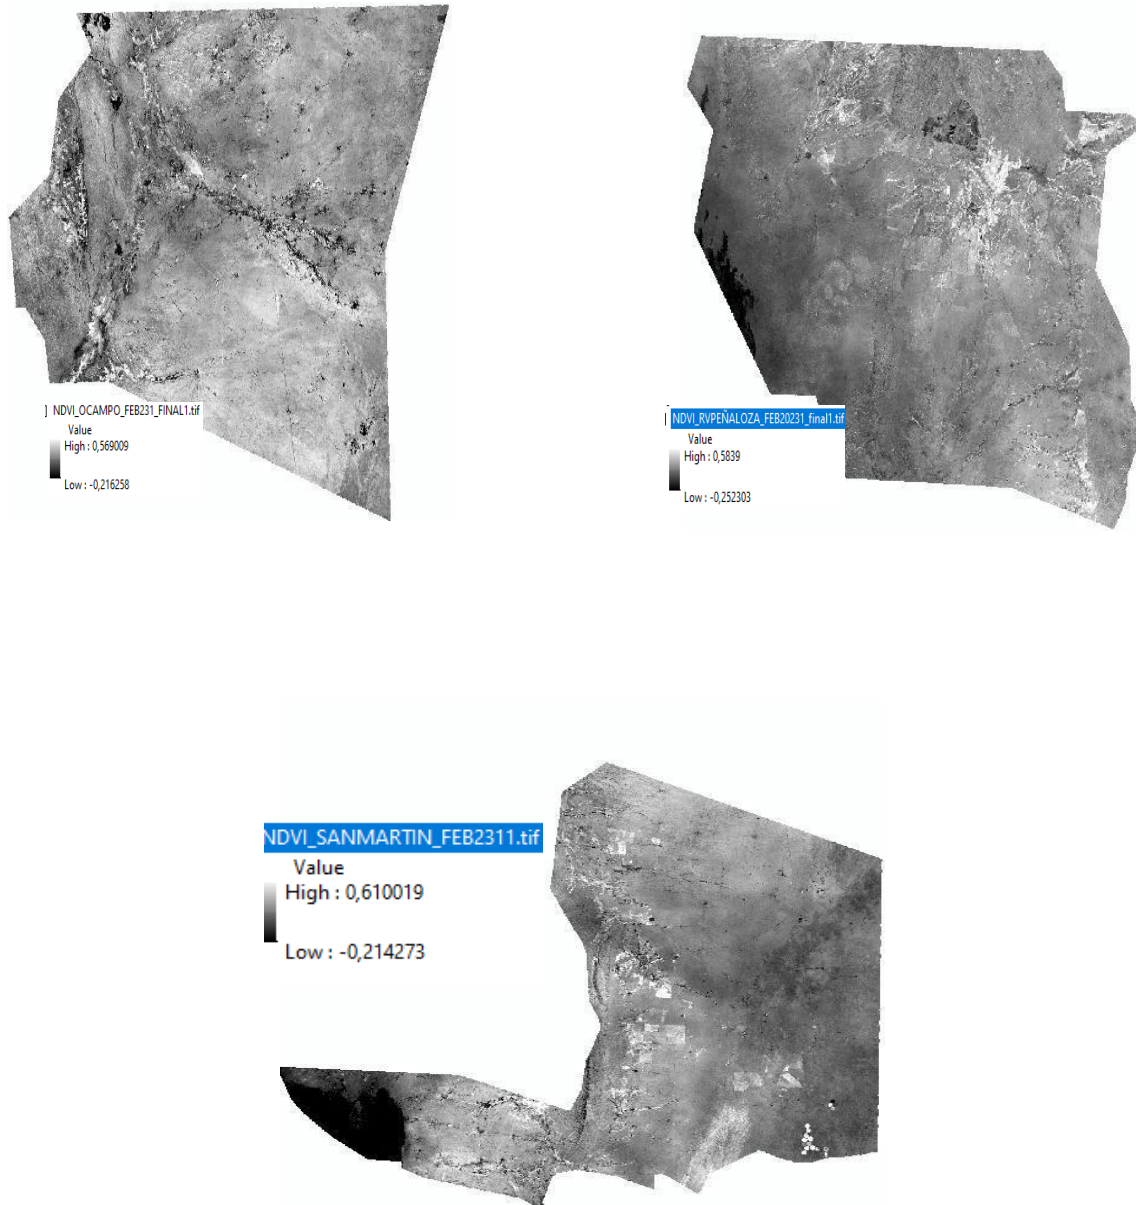 NDVI_OCAMPO_FEB231_FINAL1.tif
Value
High : 0,569009
Low : -0,216258
NDVI_RVPEÑALOZA_FEB20231_final1.tif
Value
High : 0,5839
Low : -0,252303
NDVI_SANMARTIN_FEB2311.tif
Value
High : 0,610019
Low : -0,214273